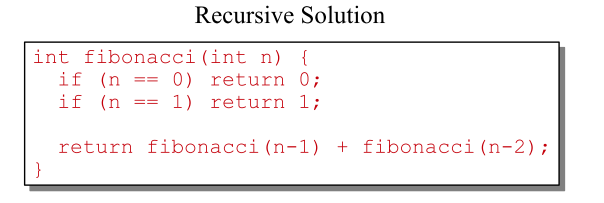 Recursive Solution
int fibonacci(int n) {
if (n == 0) return 0;
if (n == 1) return 1;
return fibonacci(n-1) + fibonacci(n-2);
}